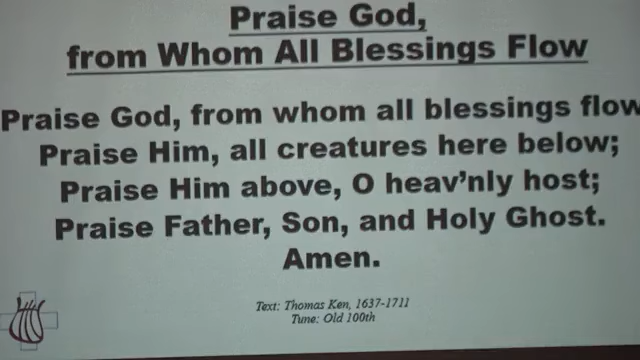 Praise God,
from Whom All Blessings Flow
Praise God, from whom all blessings flow
Praise Him, all creatures here below;
Praise Him above, O heav’nly host;
Praise Father, Son, and Holy Ghost.
Amen.
Text: Thomas Ken, 1637-1711
Tune: Old 100th